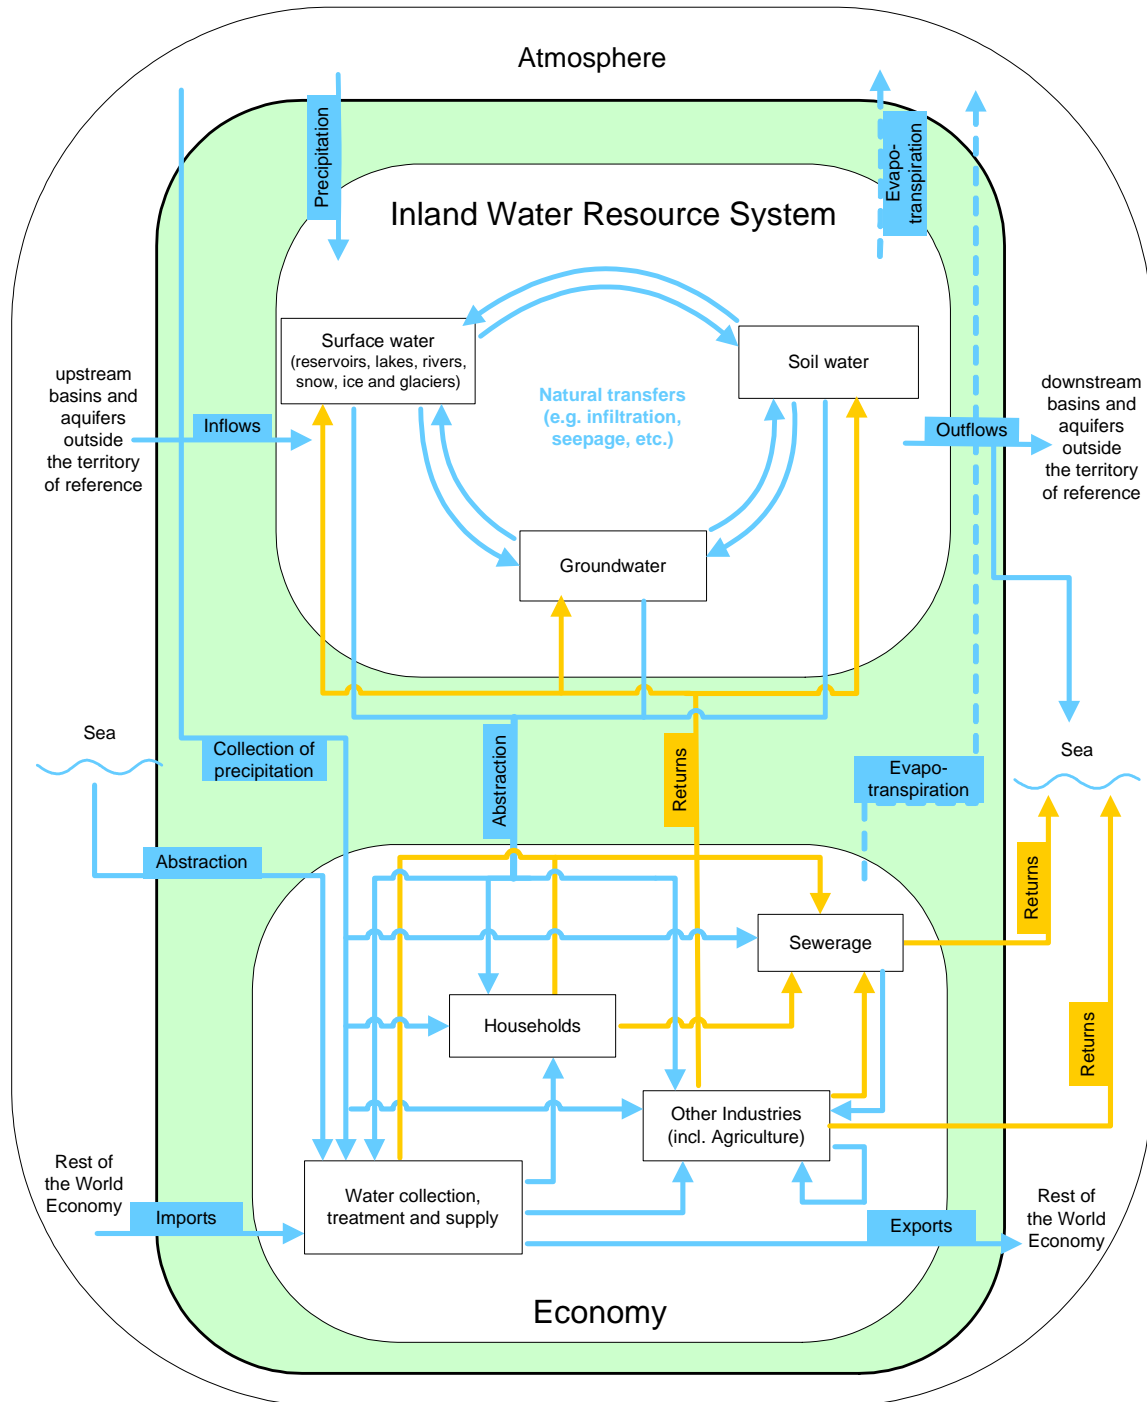 Atmosphere
Precipitation
Evapo-
transpiration
Inland Water Resource System
Surface water
(reservoirs, lakes, rivers,
snow, ice and glaciers)
Soil water
upstream
basins and
aquifers
outside
the territory
of reference
Inflows
Natural transfers
(e.g. infiltration,
seepage, etc.)
Outflows
downstream
basins and
aquifers
outside
the territory
of reference
Groundwater
Sea
Collection of
precipitation
Abstraction
Returns
Evapo-
transpiration
Sea
Abstraction
Returns
Sewerage
Households
Returns
Other Industries
(incl. Agriculture)
Rest of
the World
Economy
Imports
Water collection,
treatment and supply
Exports
Rest of
the World
Economy
Economy